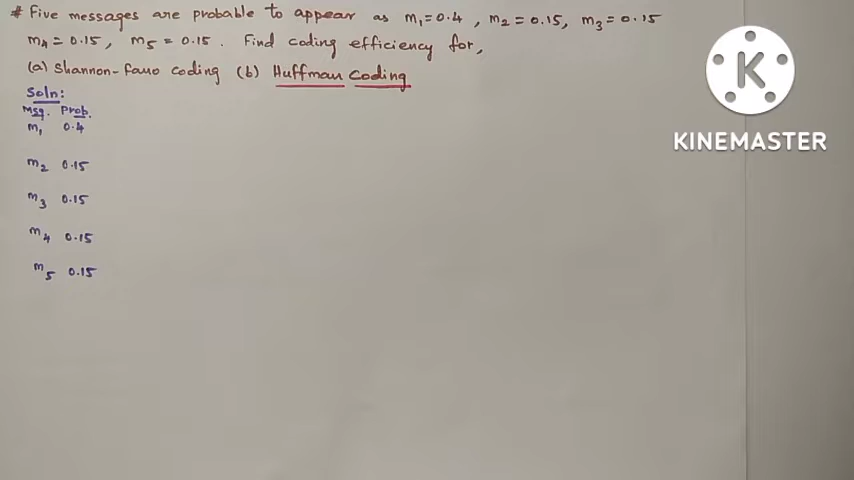 # Five messages are probable to appear as m1 = 0.4 , m2 = 0.15, m3 = 0.15
m4 = 0.15 , m5 = 0.15 . Find coding efficiency for,
(a) Shannon-fano coding (b) Huffman Coding
Soln:
Msg. Prob.
m1 0.4
m2 0.15
m3 0.15
m4 0.15
m5 0.15
K
KINEMASTER